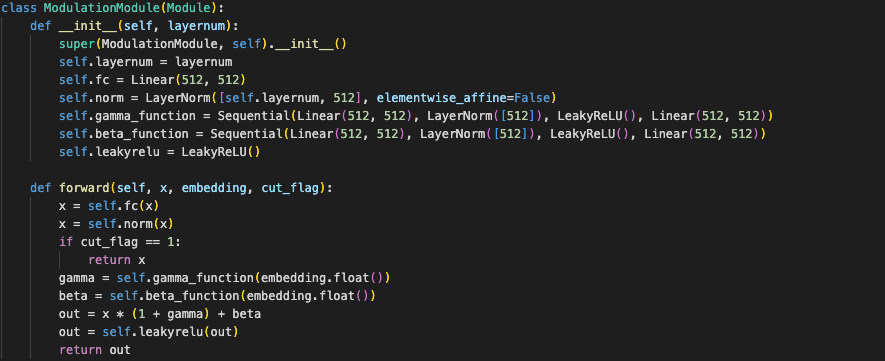 class ModulationModule(Module):
    def __init__(self, layernum):
        super(ModulationModule, self).__init__()
        self.layernum = layernum
        self.fc = Linear(512, 512)
        self.norm = LayerNorm([self.layernum, 512], elementwise_affine=False)
        self.gamma_function = Sequential(Linear(512, 512), LayerNorm([512]), LeakyReLU(), Linear(512, 512))
        self.beta_function = Sequential(Linear(512, 512), LayerNorm([512]), LeakyReLU(), Linear(512, 512))
        self.leakyrelu = LeakyReLU()

    def forward(self, x, embedding, cut_flag):
        x = self.fc(x)
        x = self.norm(x)
        if cut_flag == 1:
            return x
        gamma = self.gamma_function(embedding.float())
        beta = self.beta_function(embedding.float())
        out = x * (1 + gamma) + beta
        out = self.leakyrelu(out)
        return out